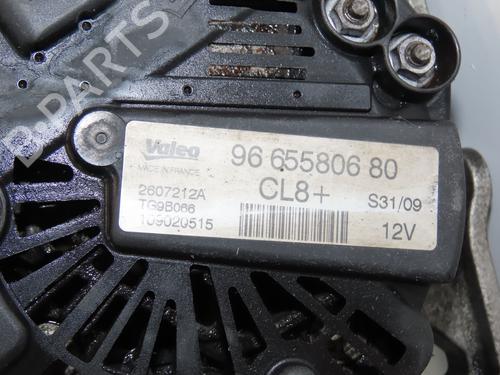 B-PARTS
Valeo
MADE IN FRANCE
96 655806 80
CL8+
2607212A
TG9B066
109020515
S31/09
12V